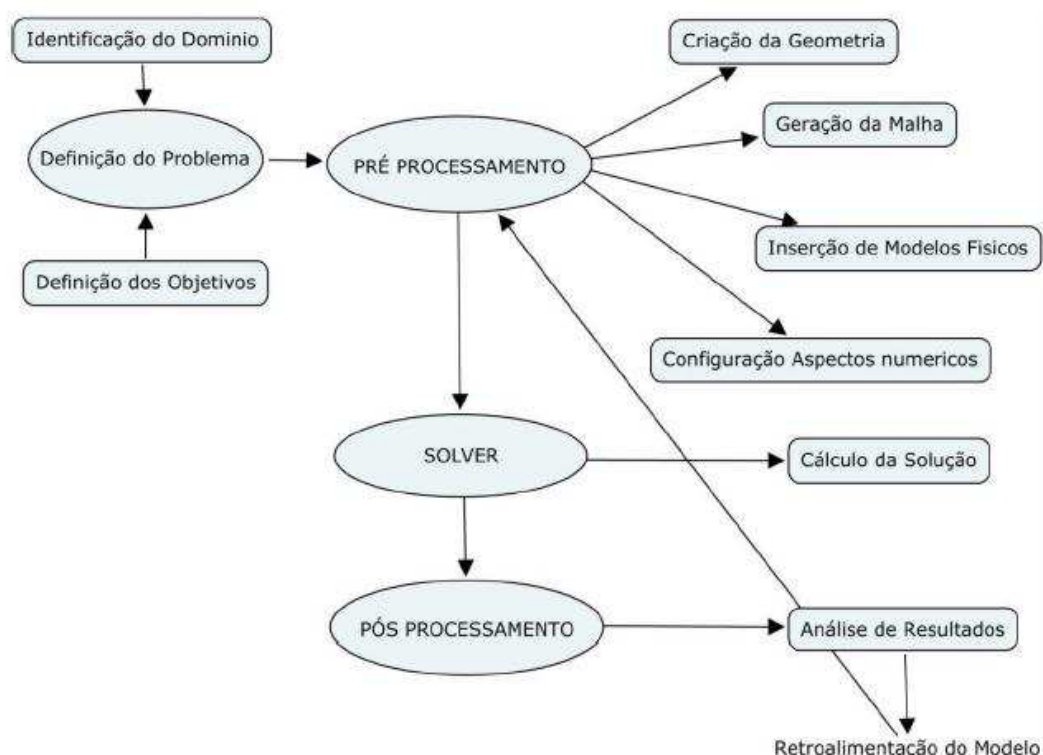 Identificação do Dominio
Criação da Geometria
Geração da Malha
Definição do Problema
PRÉ PROCESSAMENTO
Inserção de Modelos Fisicos
Definição dos Objetivos
Configuração Aspectos numericos
SOLVER
Cálculo da Solução
PÓS PROCESSAMENTO
Análise de Resultados
Retroalimentação do Modelo